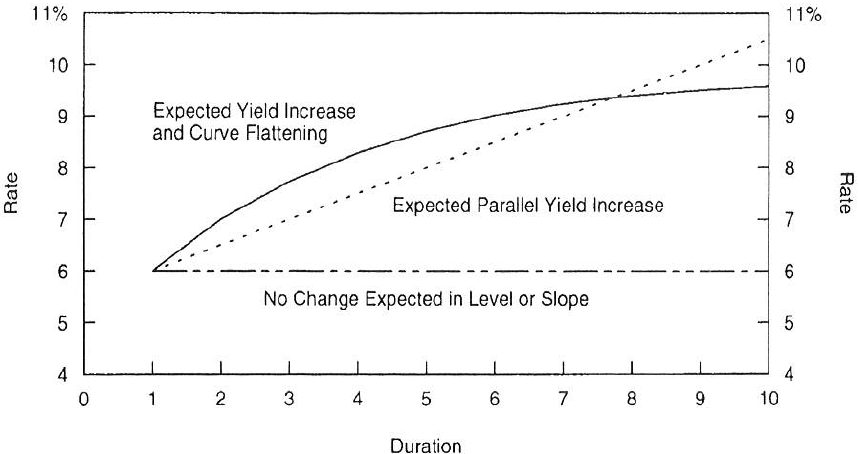 11% 11%
10 10
Expected Yield Increase
and Curve Flattening
9 9
8 8
Rate Rate
Expected Parallel Yield Increase
7 7
6 6
No Change Expected in Level or Slope
5 5
4 4
0 1 2 3 4 5 6 7 8 9 10
Duration